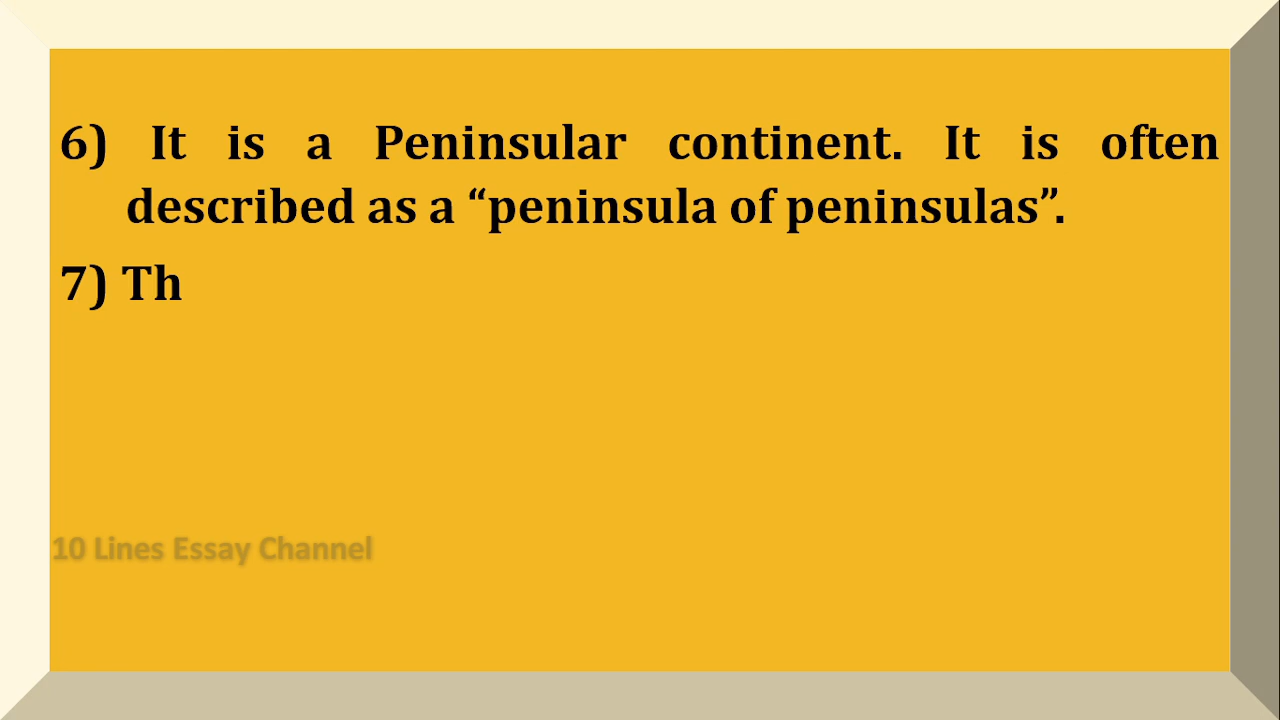 6) It is a Peninsular continent. It is often
described as a “peninsula of peninsulas”.
7) Th
10 Lines Essay Channel